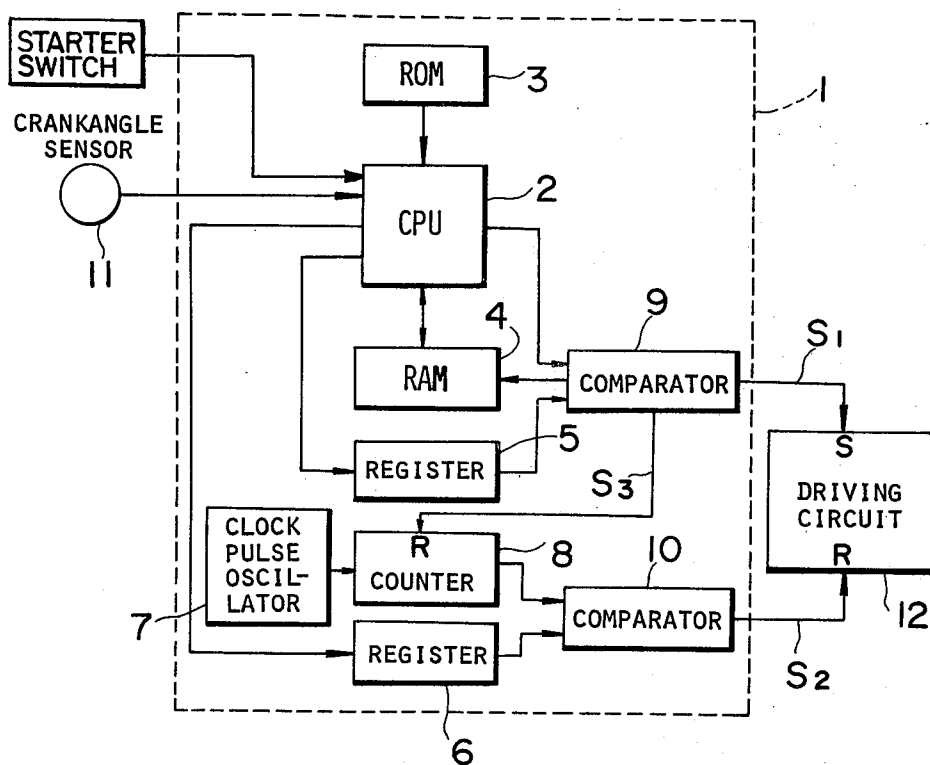 STARTER
SWITCH
CRANKANGLE
SENSOR
11
ROM
3
1
CPU
2
4
RAM
9
COMPARATOR
S1
5
REGISTER
S3
S
DRIVING
CIRCUIT
R
12
CLOCK
PULSE
OSCIL-
LATOR
7
R
COUNTER
8
10
COMPARATOR
S2
REGISTER
6